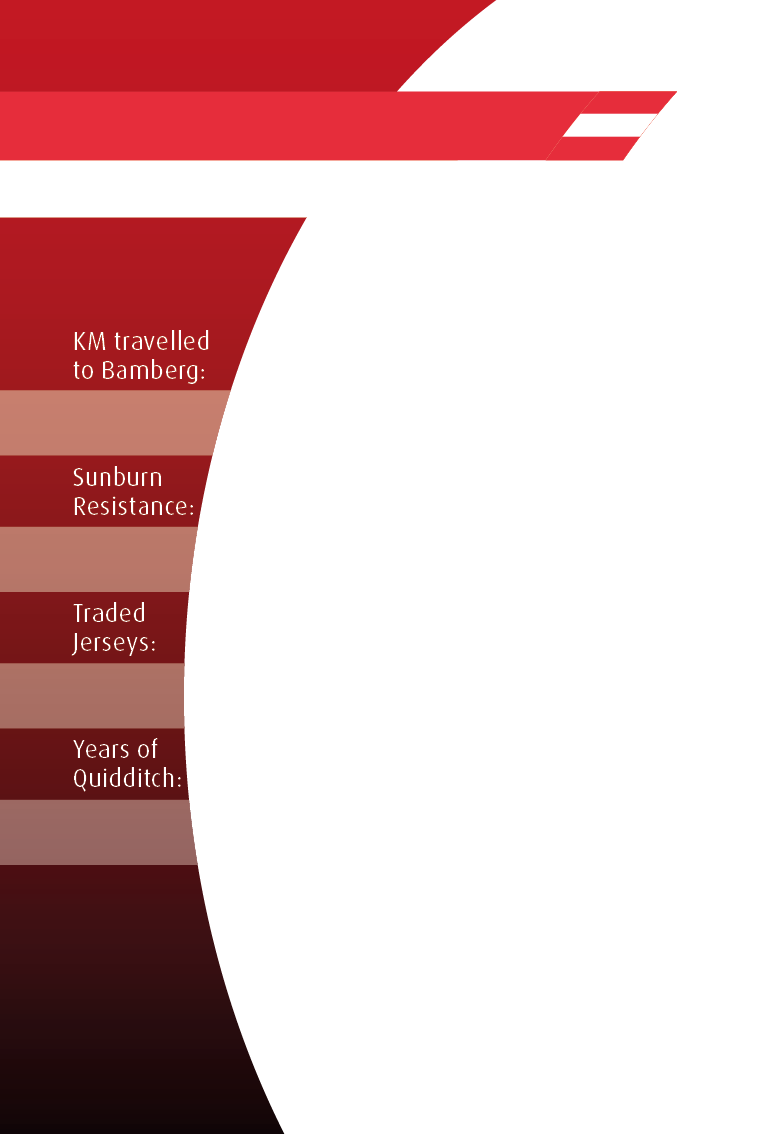 KM travelled
to Bamberg:
Sunburn
Resistance:
Traded
Jerseys:
Years of
Quidditch: